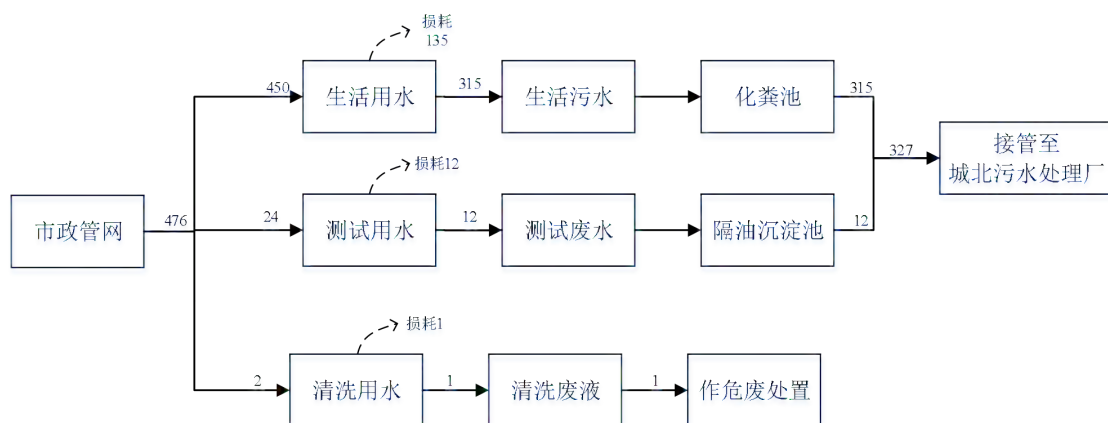 损耗
135
450
生活用水
315
生活污水
化粪池
315
接管至
城北污水处理厂
327
损耗12
市政管网
476
24
测试用水
12
测试废水
隔油沉淀池
12
损耗1
2
清洗用水
1
清洗废液
1
作危废处置